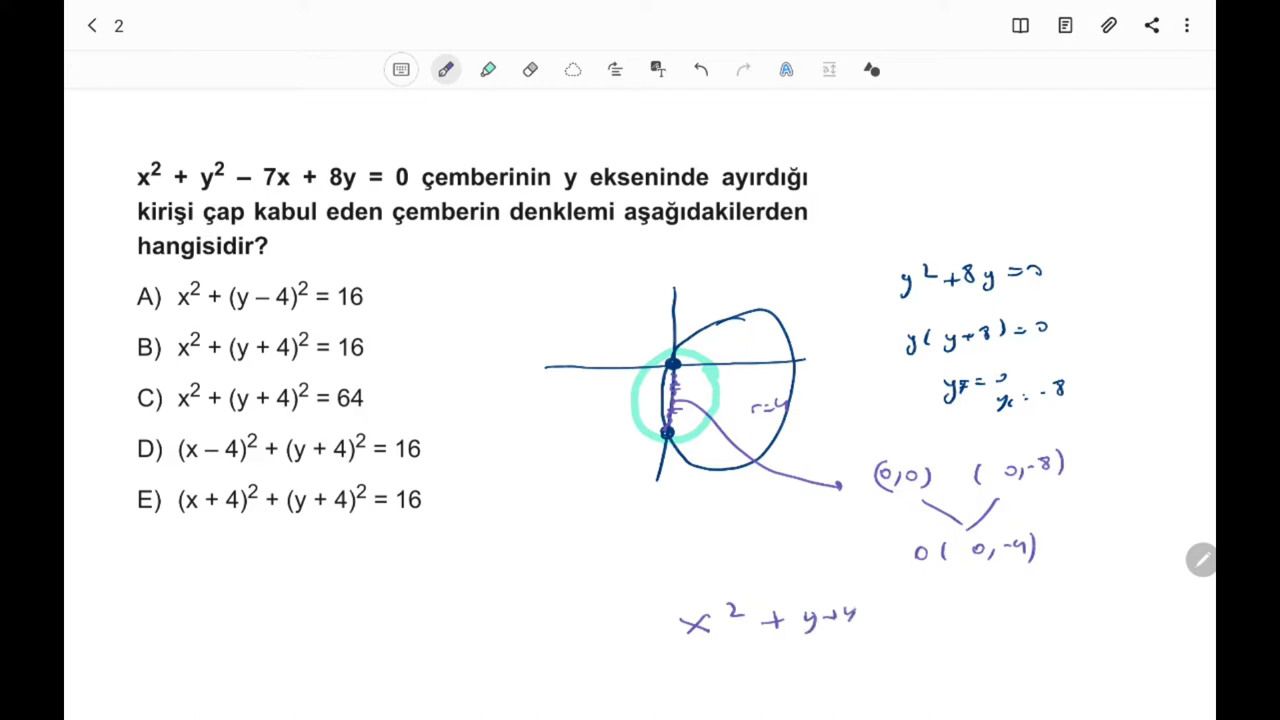 2
x² + y² – 7x + 8y = 0 çemberinin y ekseninde ayırdığı
kirişi çap kabul eden çemberin denklemi aşağıdakilerden
hangisidir?
A) x² + (y – 4)² = 16
B) x² + (y + 4)² = 16
C) x² + (y + 4)² = 64
D) (x – 4)² + (y + 4)² = 16
E) (x + 4)² + (y + 4)² = 16
y² + 8y = 0
y(y+8) = 0
y = 0
y = -8
r=4
(0,0) (0,-8)
0(0,-4)
x² + y+4